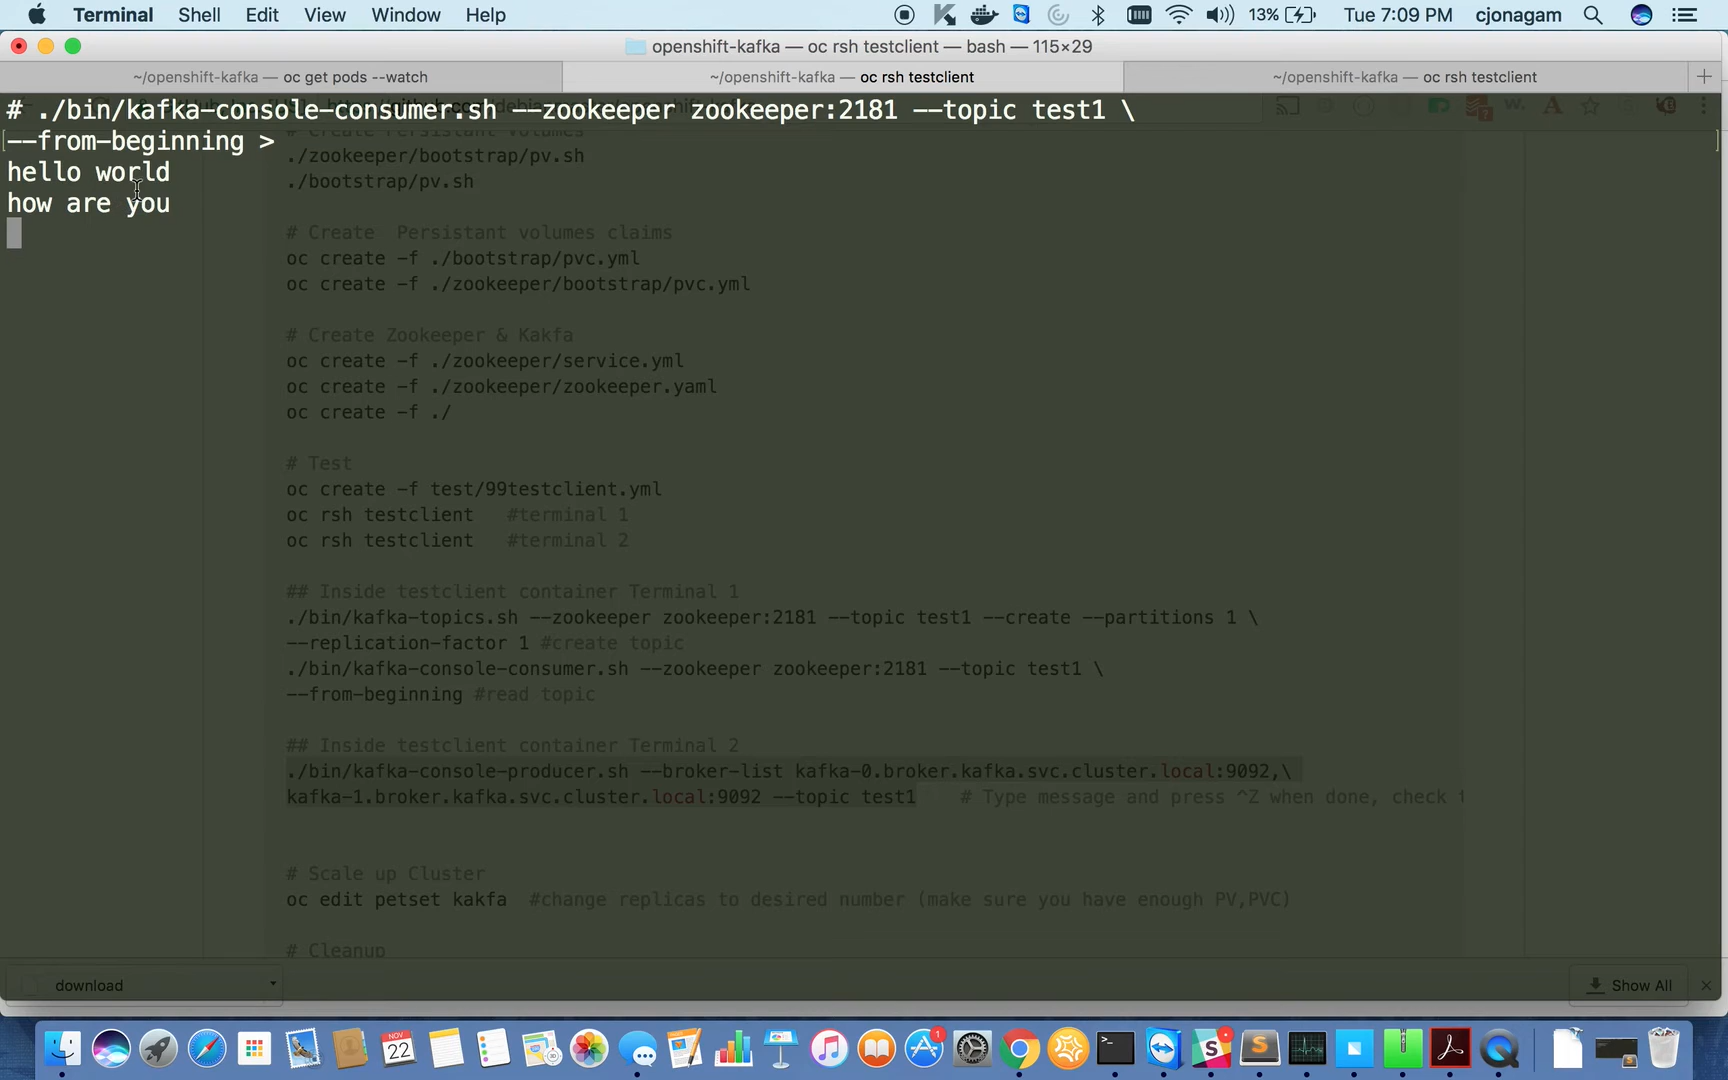 Terminal Shell Edit View Window Help 13% Tue 7:09 PM cjonagam
openshift-kafka — oc rsh testclient — bash — 115×29
~/openshift-kafka — oc get pods --watch ~/openshift-kafka — oc rsh testclient ~/openshift-kafka — oc rsh testclient
# ./bin/kafka-console-consumer.sh --zookeeper zookeeper:2181 --topic test1 \
--from-beginning >
hello world
how are you
# Create Persistant volumes
./zookeeper/bootstrap/pv.sh
./bootstrap/pv.sh
# Create Persistant volumes claims
oc create -f ./bootstrap/pvc.yml
oc create -f ./zookeeper/bootstrap/pvc.yml
# Create Zookeeper & Kakfa
oc create -f ./zookeeper/service.yml
oc create -f ./zookeeper/zookeeper.yaml
oc create -f ./
# Test
oc create -f test/99testclient.yml
oc rsh testclient #terminal 1
oc rsh testclient #terminal 2
## Inside testclient container Terminal 1
./bin/kafka-topics.sh --zookeeper zookeeper:2181 --topic test1 --create --partitions 1 \
--replication-factor 1 #create topic
./bin/kafka-console-consumer.sh --zookeeper zookeeper:2181 --topic test1 \
--from-beginning #read topic
## Inside testclient container Terminal 2
./bin/kafka-console-producer.sh --broker-list kafka-0.broker.kafka.svc.cluster.local:9092,\
kafka-1.broker.kafka.svc.cluster.local:9092 --topic test1 # Type message and press ^Z when done, check
# Scale up Cluster
oc edit petset kakfa #change replicas to desired number (make sure you have enough PV,PVC)
# Cleanup
download Show All
NOV
22
1